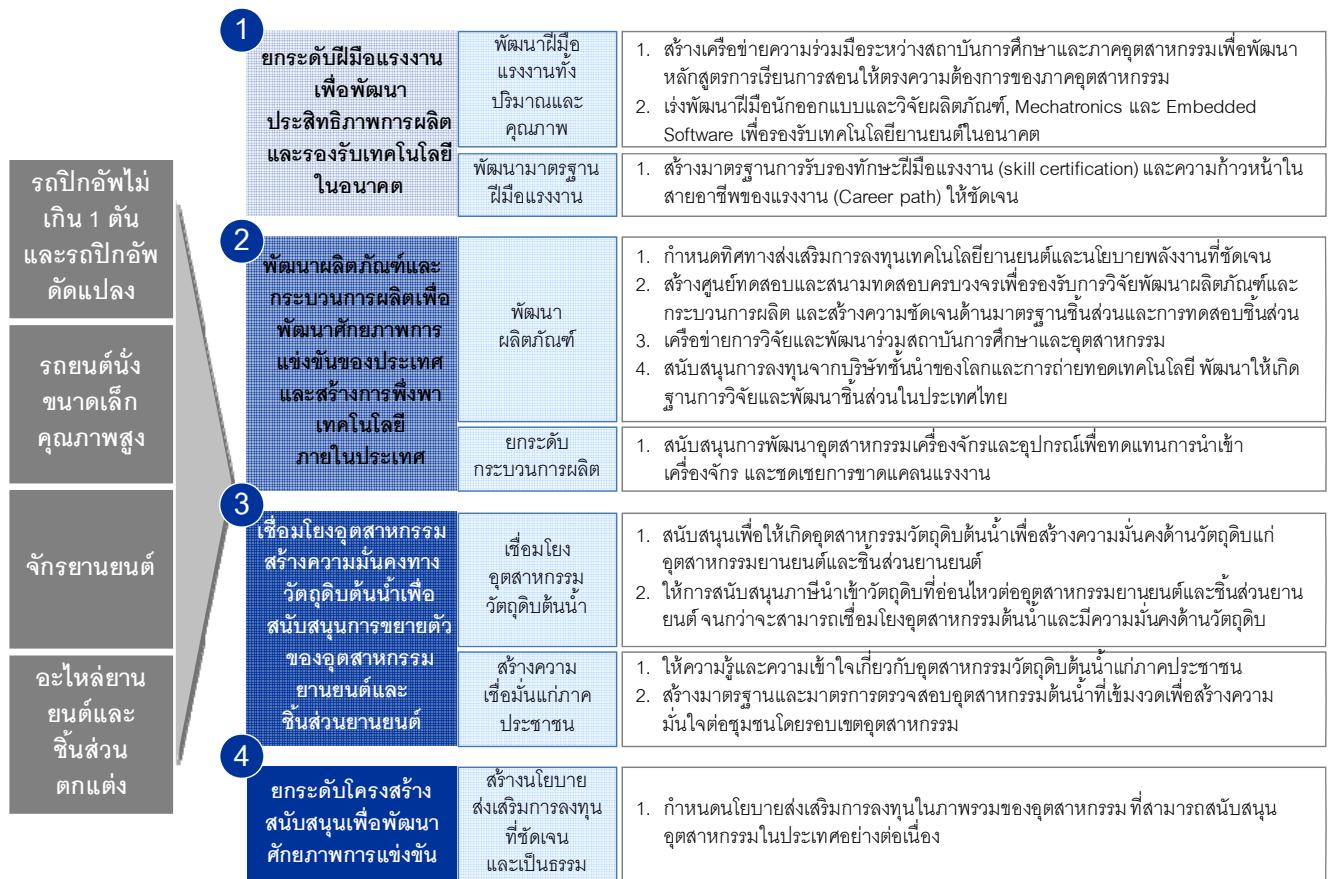 รถปิกอัพไม่
เกิน 1 ตัน
และรถปิกอัพ
ดัดแปลง
รถยนต์นั่ง
ขนาดเล็ก
คุณภาพสูง
จักรยานยนต์
อะไหล่ยาน
ยนต์และ
ชิ้นส่วน
ตกแต่ง
1
ยกระดับฝีมือแรงงาน
เพื่อพัฒนา
ประสิทธิภาพการผลิต
และรองรับเทคโนโลยี
ในอนาคต
พัฒนาฝีมือ
แรงงานทั้ง
ปริมาณและ
คุณภาพ
1. สร้างเครือข่ายความร่วมมือระหว่างสถาบันการศึกษาและภาคอุตสาหกรรมเพื่อพัฒนา
หลักสูตรการเรียนการสอนให้ตรงความต้องการของภาคอุตสาหกรรม
2. เร่งพัฒนาฝีมือนักออกแบบและวิจัยผลิตภัณฑ์, Mechatronics และ Embedded
Software เพื่อรองรับเทคโนโลยียานยนต์ในอนาคต
พัฒนามาตรฐาน
ฝีมือแรงงาน
1. สร้างมาตรฐานการรับรองทักษะฝีมือแรงงาน (skill certification) และความก้าวหน้าใน
สายอาชีพของแรงงาน (Career path) ให้ชัดเจน
2
พัฒนาผลิตภัณฑ์และ
กระบวนการผลิตเพื่อ
พัฒนาศักยภาพการ
แข่งขันของประเทศ
และสร้างการพึ่งพา
เทคโนโลยี
ภายในประเทศ
พัฒนา
ผลิตภัณฑ์
1. กำหนดทิศทางส่งเสริมการลงทุนเทคโนโลยียานยนต์และนโยบายพลังงานที่ชัดเจน
2. สร้างศูนย์ทดสอบและสนามทดสอบครบวงจรเพื่อรองรับการวิจัยพัฒนาผลิตภัณฑ์และ
กระบวนการผลิต และสร้างความชัดเจนด้านมาตรฐานชิ้นส่วนและการทดสอบชิ้นส่วน
3. เครือข่ายการวิจัยและพัฒนาร่วมสถาบันการศึกษาและอุตสาหกรรม
4. สนับสนุนการลงทุนจากบริษัทชั้นนำของโลกและการถ่ายทอดเทคโนโลยี พัฒนาให้เกิด
ฐานการวิจัยและพัฒนาชิ้นส่วนในประเทศไทย
ยกระดับ
กระบวนการผลิต
1. สนับสนุนการพัฒนาอุตสาหกรรมเครื่องจักรและอุปกรณ์เพื่อทดแทนการนำเข้า
เครื่องจักร และชดเชยการขาดแคลนแรงงาน
3
เชื่อมโยงอุตสาหกรรม
สร้างความมั่นคงทาง
วัตถุดิบต้นน้ำเพื่อ
สนับสนุนการขยายตัว
ของอุตสาหกรรม
ยานยนต์และ
ชิ้นส่วนยานยนต์
เชื่อมโยง
อุตสาหกรรม
วัตถุดิบต้นน้ำ
1. สนับสนุนเพื่อให้เกิดอุตสาหกรรมวัตถุดิบต้นน้ำเพื่อสร้างความมั่นคงด้านวัตถุดิบแก่
อุตสาหกรรมยานยนต์และชิ้นส่วนยานยนต์
2. ให้การสนับสนุนภาษีนำเข้าวัตถุดิบที่อ่อนไหวต่ออุตสาหกรรมยานยนต์และชิ้นส่วนยาน
ยนต์ จนกว่าจะสามารถเชื่อมโยงอุตสาหกรรมต้นน้ำและมีความมั่นคงด้านวัตถุดิบ
สร้างความ
เชื่อมั่นแก่ภาค
ประชาชน
1. ให้ความรู้และความเข้าใจเกี่ยวกับอุตสาหกรรมวัตถุดิบต้นน้ำแก่ภาคประชาชน
2. สร้างมาตรฐานและมาตรการตรวจสอบอุตสาหกรรมต้นน้ำที่เข้มงวดเพื่อสร้างความ
มั่นใจต่อชุมชนโดยรอบเขตอุตสาหกรรม
4
ยกระดับโครงสร้าง
สนับสนุนเพื่อพัฒนา
ศักยภาพการแข่งขัน
สร้างนโยบาย
ส่งเสริมการลงทุน
ที่ชัดเจน
และเป็นธรรม
1. กำหนดนโยบายส่งเสริมการลงทุนในภาพรวมของอุตสาหกรรม ที่สามารถสนับสนุน
อุตสาหกรรมในประเทศอย่างต่อเนื่อง